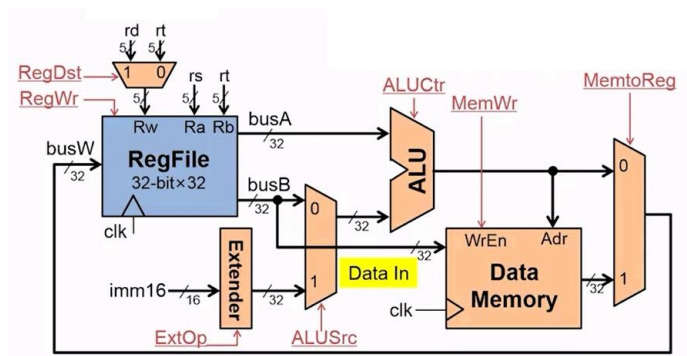 rd rt
5 5
RegDst 1 0
rs rt
ALUCtr
MemtoReg
RegWr 5 5 5
MemWr
Rw Ra Rb busA
32
busW
32
RegFile
32-bit×32
ALU
0
busB
32
0
32
clk
WrEn Adr
32
Extender
Data In
Data
Memory
imm16
16
32
1
32
1
clk
ExtOp
ALUSrc